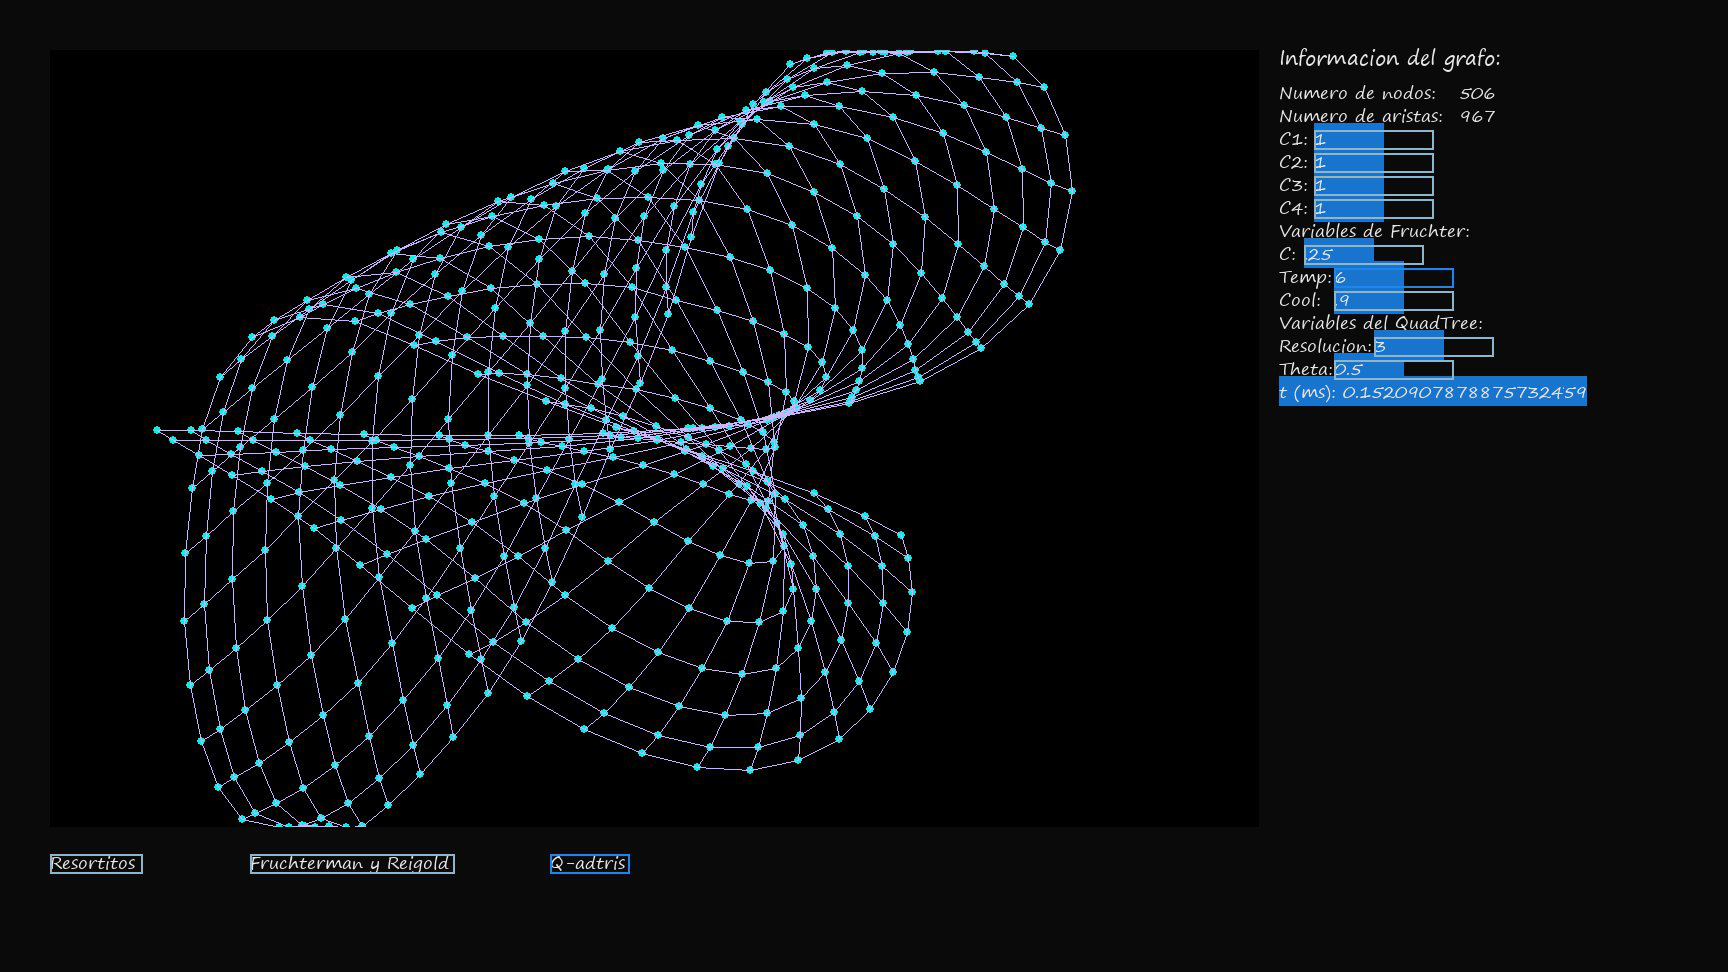 Informacion del grafo:
Numero de nodos: 506
Numero de aristas: 967
C1: 1
C2: 1
C3: 1
C4: 1
Variables de Fruchter:
C: .25
Temp: 6
Cool: .9
Variables del QuadTree:
Resolucion: 3
Theta: 0.5
t (ms): 0.15209078788757324459
Resortitos
Fruchterman y Reigold
Q-adtris